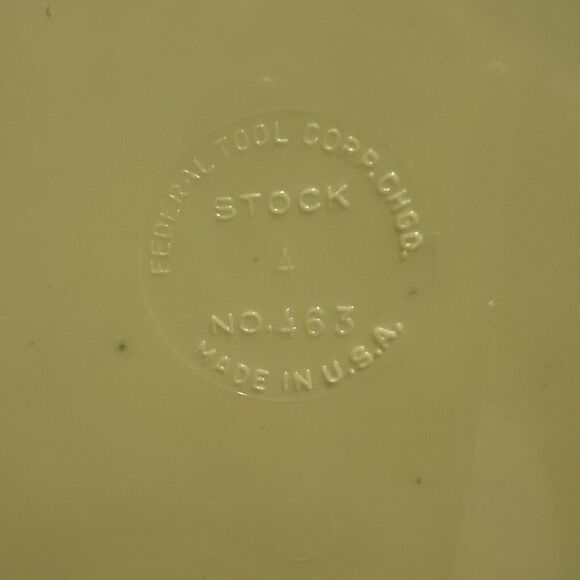 FEDERAL TOOL CORP. CHGO.
STOCK
4
NO. 463
MADE IN U.S.A.